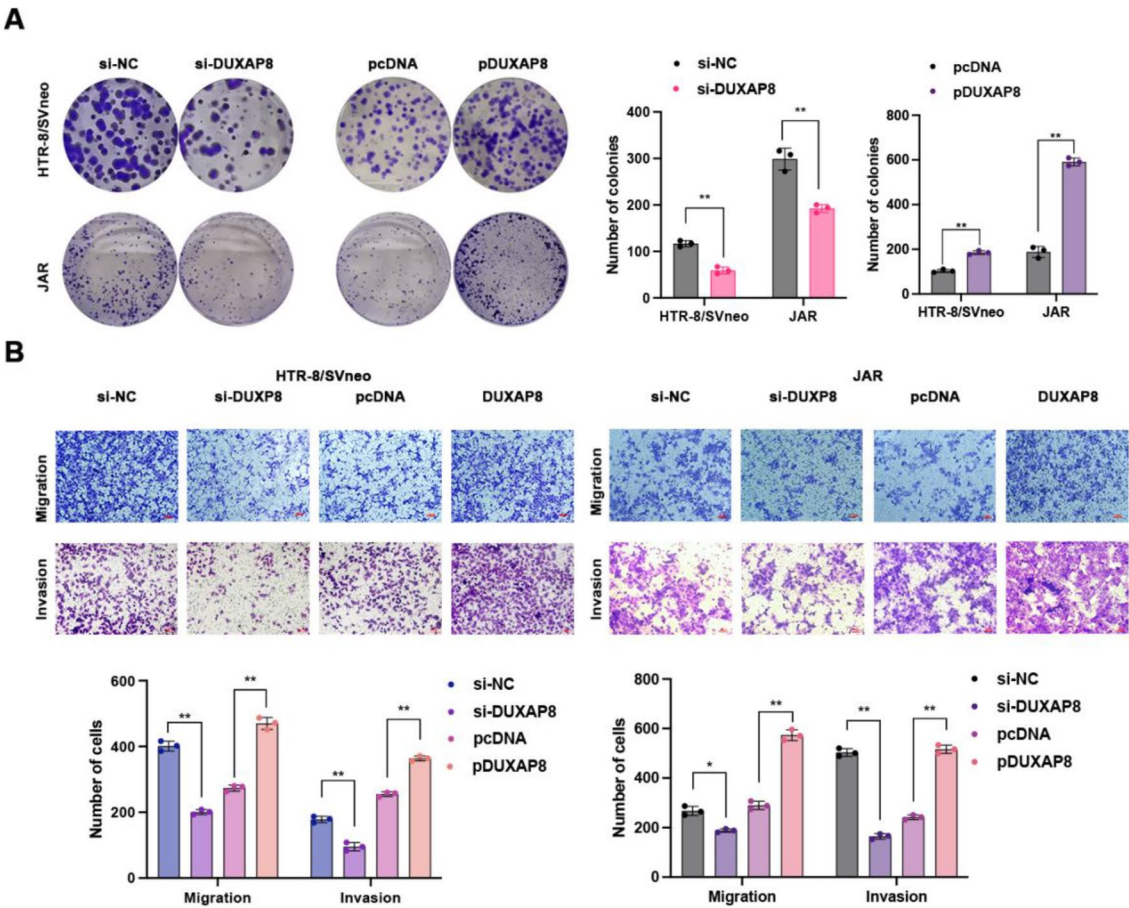 A
si-NC si-DUXAP8 pcDNA pDUXAP8
HTR-8/SVneo
JAR
si-NC
si-DUXAP8
Number of colonies
400
300
200
100
0
**
**
HTR-8/SVneo JAR
pcDNA
pDUXAP8
Number of colonies
800
600
400
200
0
**
**
HTR-8/SVneo JAR
B
HTR-8/SVneo
si-NC si-DUXP8 pcDNA DUXAP8
Migration
Invasion
JAR
si-NC si-DUXP8 pcDNA DUXAP8
Migration
Invasion
Number of cells
600
400
200
0
**
**
**
**
Migration Invasion
si-NC
si-DUXAP8
pcDNA
pDUXAP8
Number of cells
800
600
400
200
0
*
**
**
**
Migration Invasion
si-NC
si-DUXAP8
pcDNA
pDUXAP8